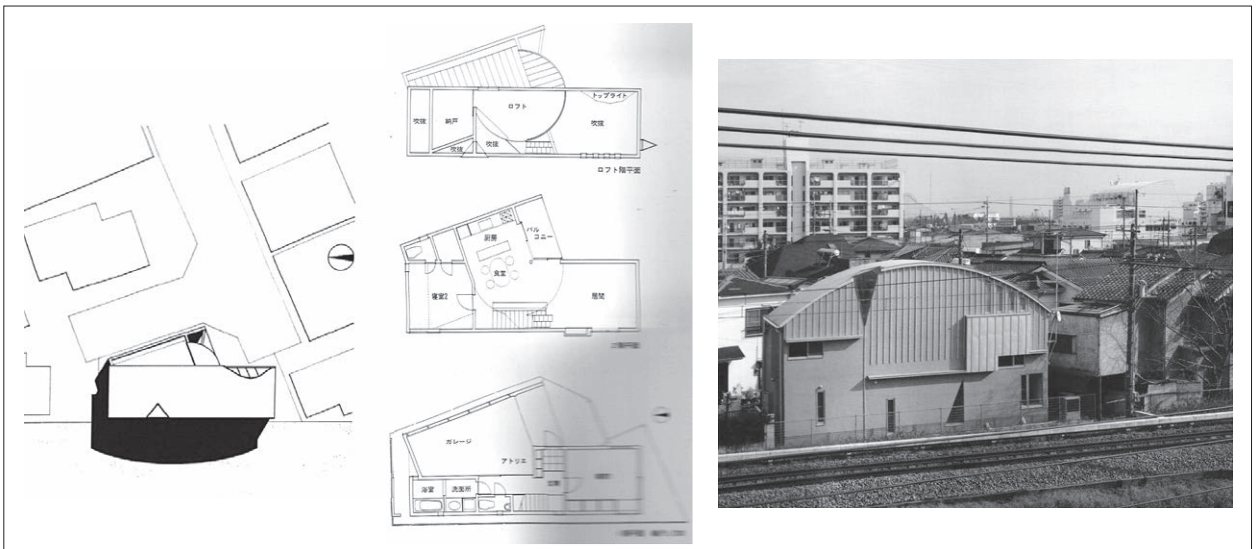 トップライト
ロフト
吹抜
納戸
吹抜
吹抜
吹抜
ロフト階平面
厨房
バルコニー
食堂
寝室2
居間
ガレージ
アトリエ
浴室
洗面所